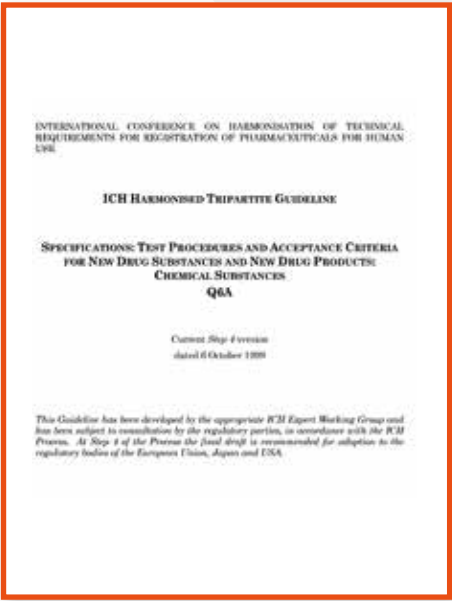 INTERNATIONAL CONFERENCE ON HARMONISATION OF TECHNICAL
REQUIREMENTS FOR REGISTRATION OF PHARMACEUTICALS FOR HUMAN
USE
ICH HARMONISED TRIPARTITE GUIDELINE
SPECIFICATIONS: TEST PROCEDURES AND ACCEPTANCE CRITERIA
FOR NEW DRUG SUBSTANCES AND NEW DRUG PRODUCTS:
CHEMICAL SUBSTANCES
Q6A
Current Step 4 version
dated 6 October 1999
This Guideline has been developed by the appropriate ICH Expert Working Group and
has been subject to consultation by the regulatory parties, in accordance with the ICH
Process. At Step 4 of the Process the final draft is recommended for adoption to the
regulatory bodies of the European Union, Japan and USA.